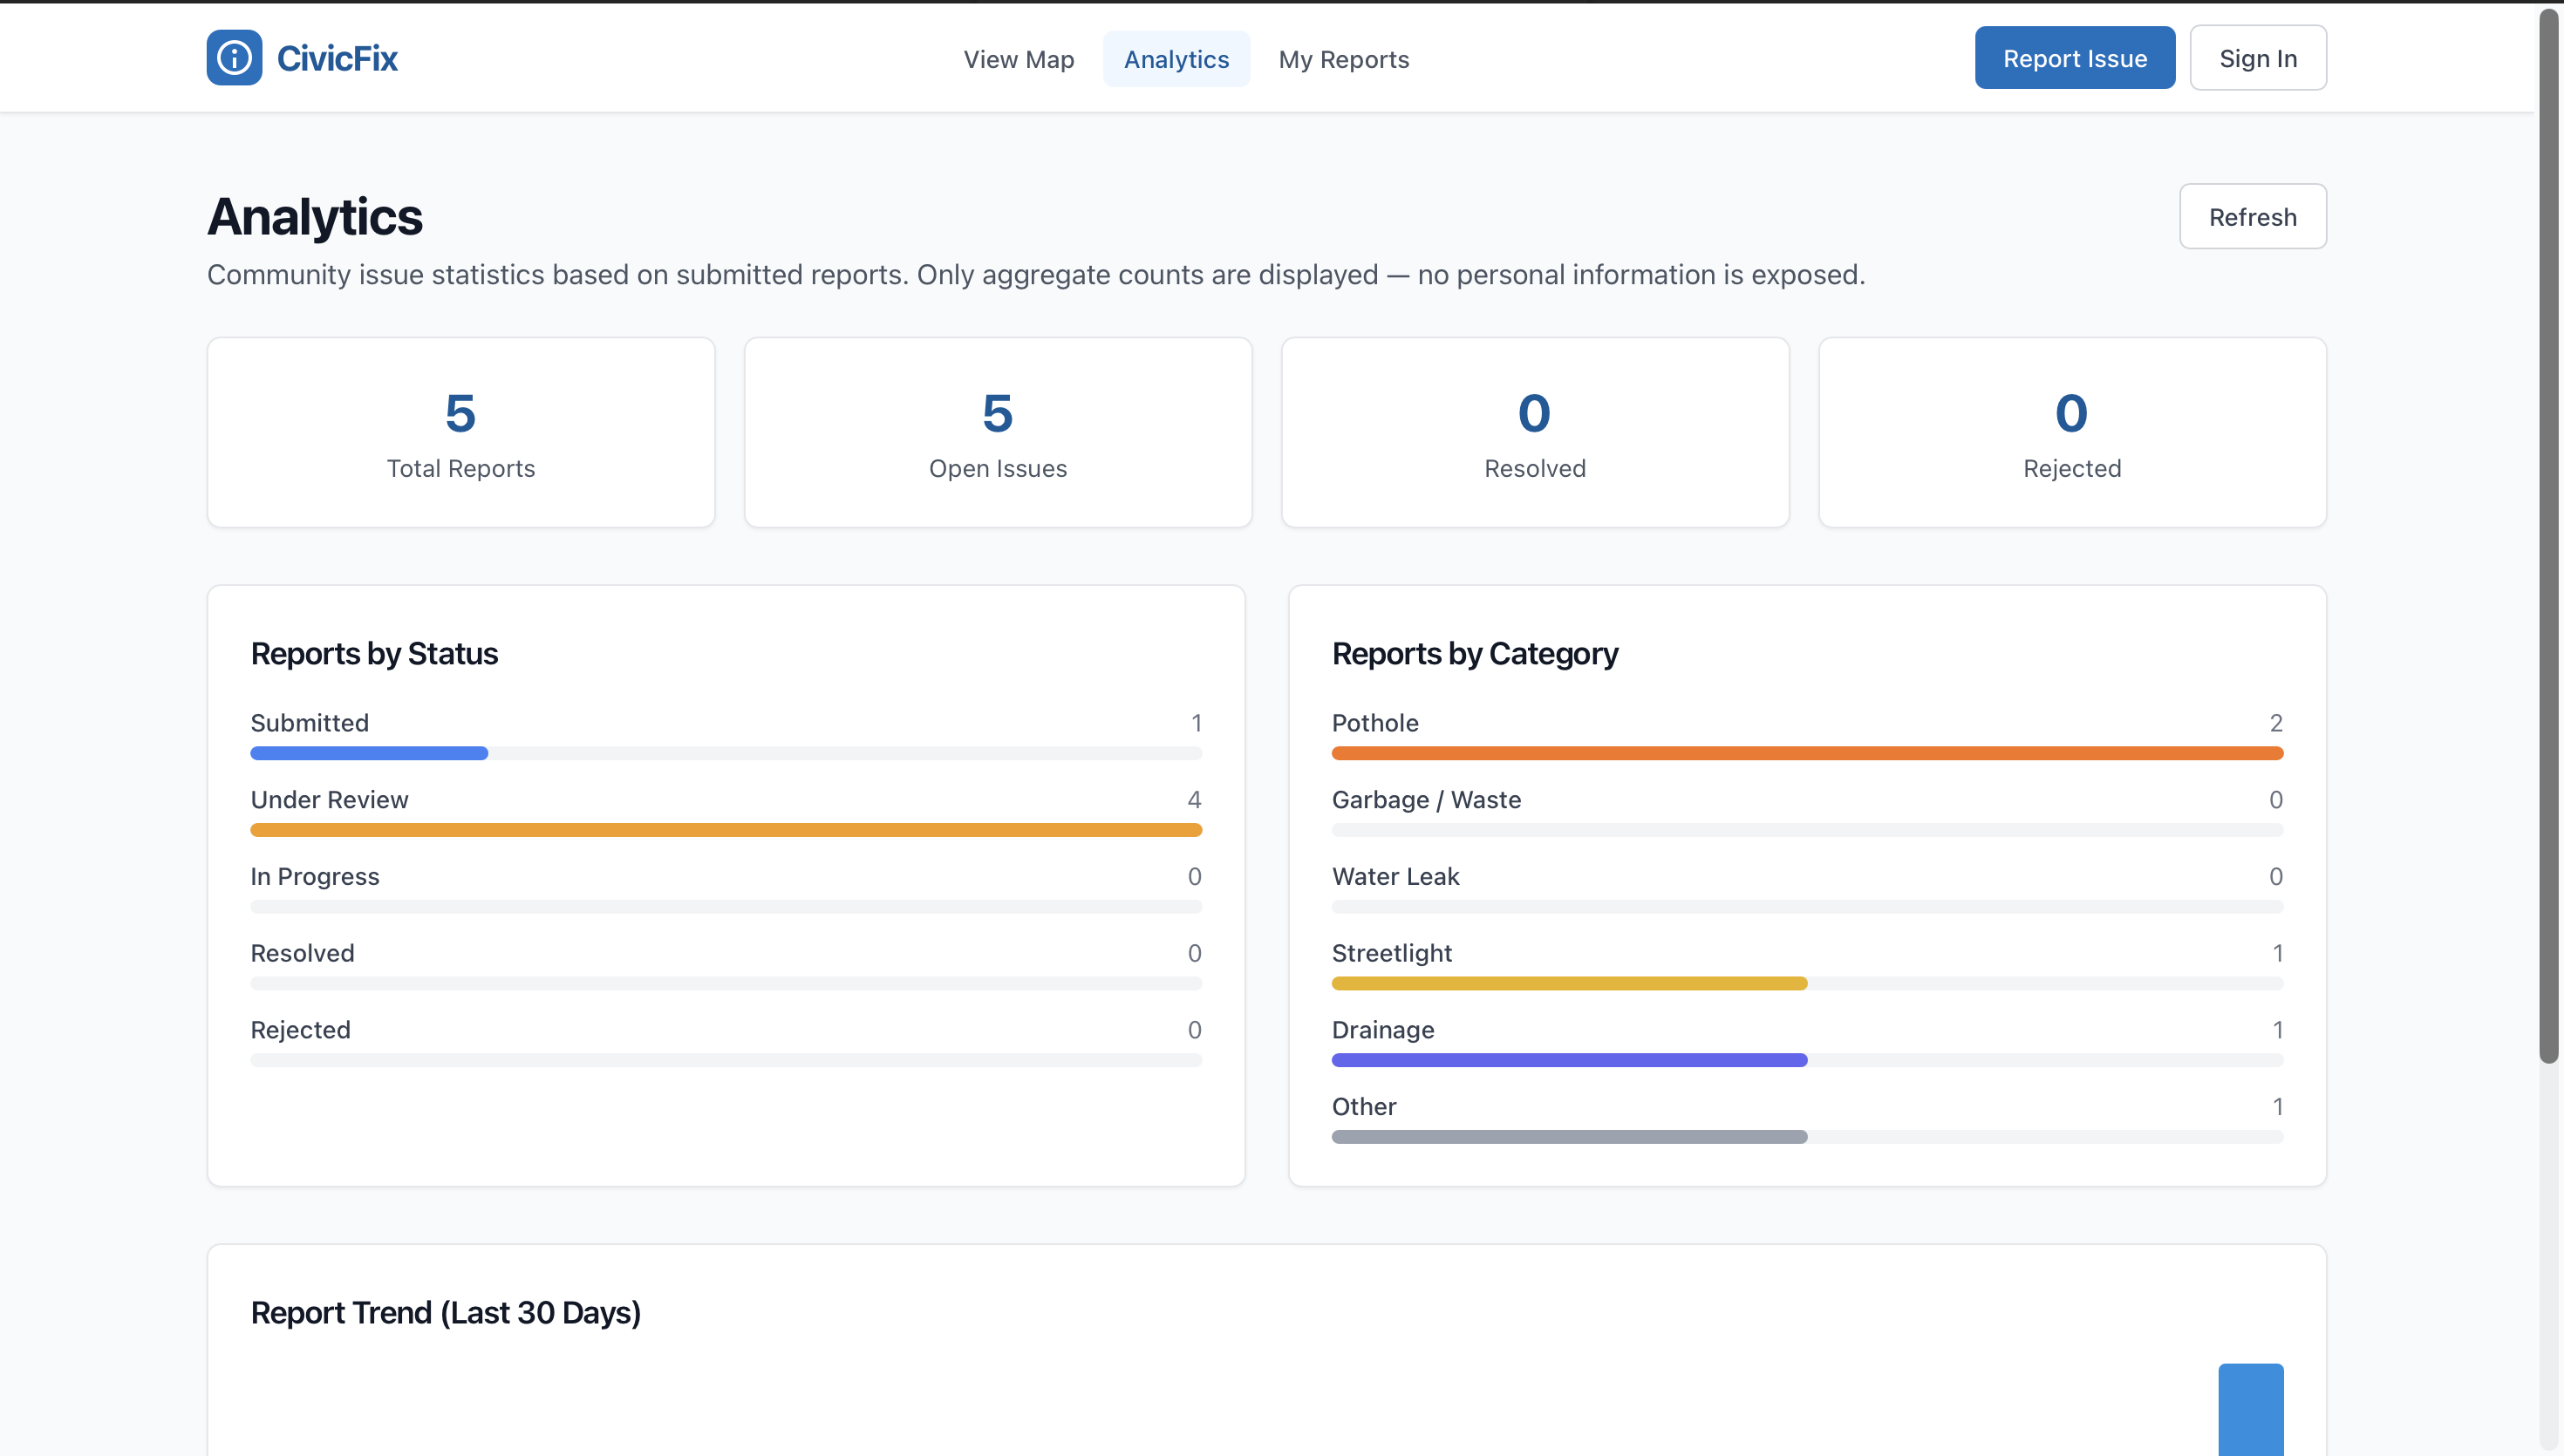 CivicFix
View Map
Analytics
My Reports
Report Issue
Sign In
Analytics
Refresh
Community issue statistics based on submitted reports. Only aggregate counts are displayed — no personal information is exposed.
5
Total Reports
5
Open Issues
0
Resolved
0
Rejected
Reports by Status
Submitted 1
Under Review 4
In Progress 0
Resolved 0
Rejected 0
Reports by Category
Pothole 2
Garbage / Waste 0
Water Leak 0
Streetlight 1
Drainage 1
Other 1
Report Trend (Last 30 Days)